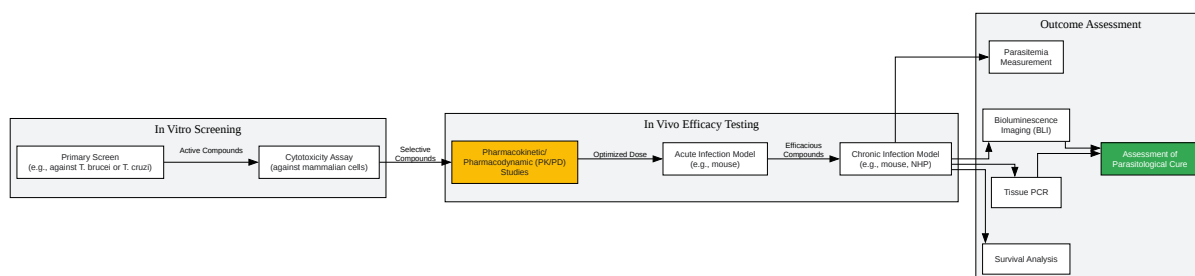 Outcome Assessment
Parasitemia
Measurement
In Vitro Screening
Primary Screen
(e.g., against T. brucei or T. cruzi)
Active Compounds
Cytotoxicity Assay
(against mammalian cells)
Selective
Compounds
In Vivo Efficacy Testing
Pharmacokinetic/
Pharmacodynamic (PK/PD)
Studies
Optimized Dose
Acute Infection Model
(e.g., mouse)
Efficacious
Compounds
Chronic Infection Model
(e.g., mouse, NHP)
Bioluminescence
Imaging (BLI)
Tissue PCR
Survival Analysis
Assessment of
Parasitological Cure